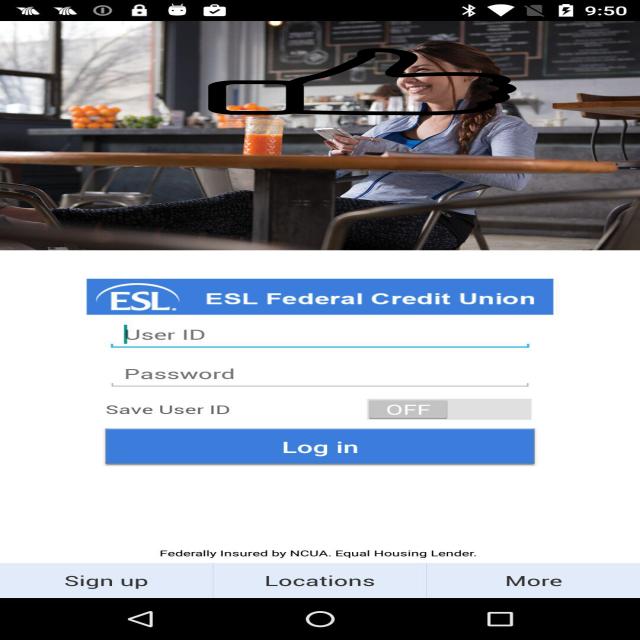 9:50
ESL. ESL Federal Credit Union
User ID
Password
Save User ID OFF
Log in
Federally Insured by NCUA. Equal Housing Lender.
Sign up Locations More